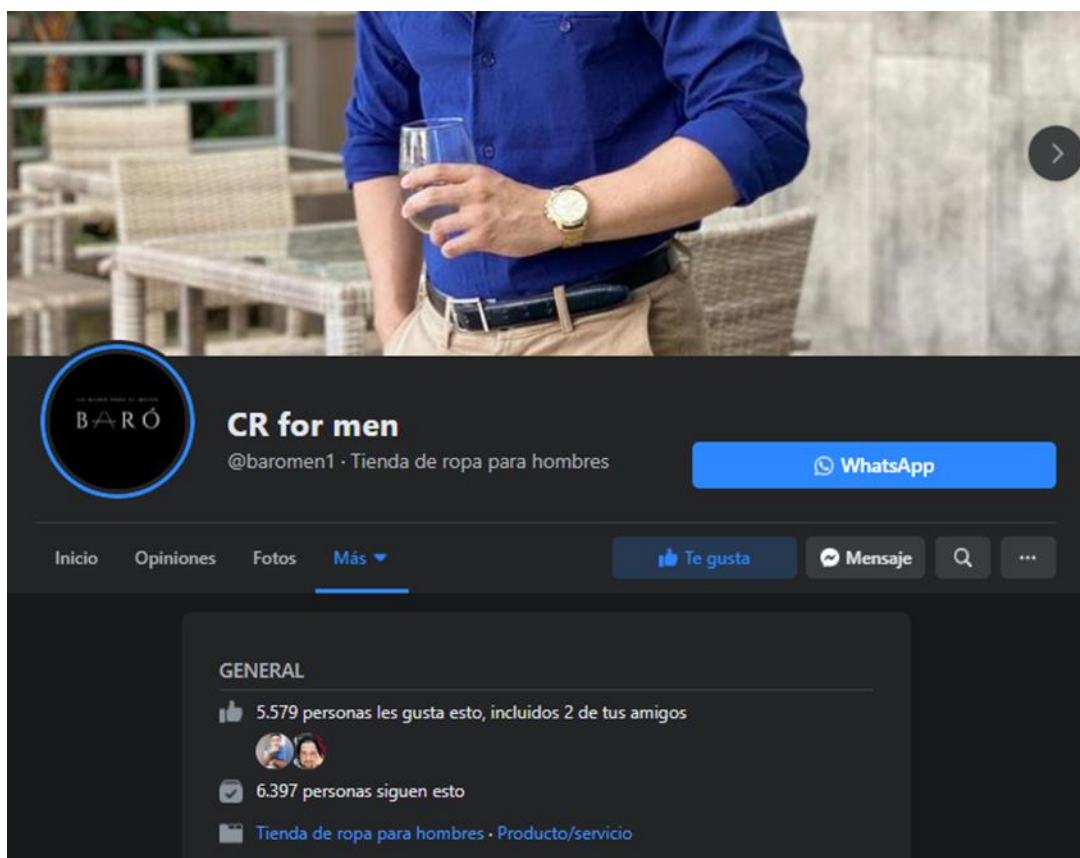 BARÓ
CR for men
@baromen1 · Tienda de ropa para hombres
WhatsApp
Inicio Opiniones Fotos Más
Te gusta Mensaje
GENERAL
5.579 personas les gusta esto, incluidos 2 de tus amigos
6.397 personas siguen esto
Tienda de ropa para hombres · Producto/servicio